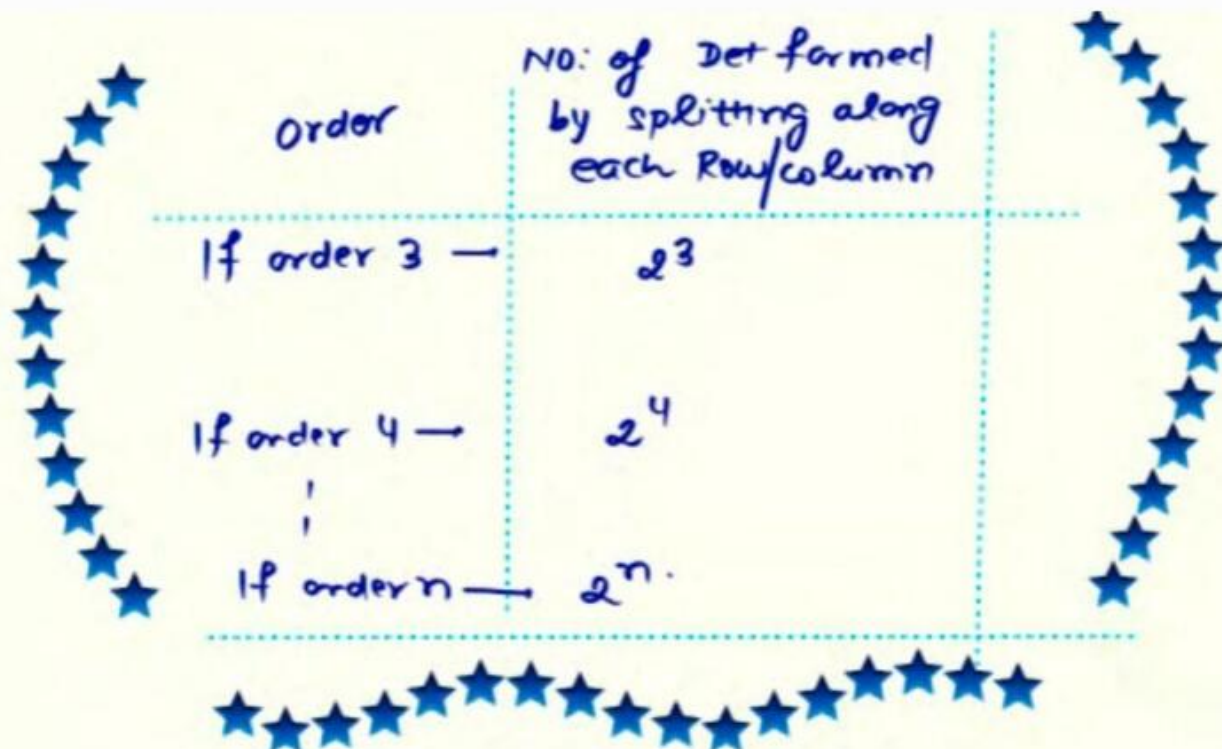 Order
No: of Det formed
by splitting along
each Row/column
If order 3 —
2³
If order 4 —
2⁴
If order n —
2ⁿ.